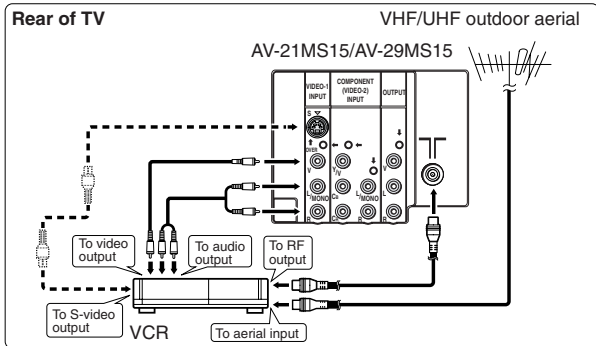 Rear of TV
VHF/UHF outdoor aerial
AV-21MS15/AV-29MS15
VIDEO-1
INPUT
COMPONENT
(VIDEO-2)
INPUT
OUTPUT
S
OVER
V
Y/V
V
L/MONO
CB
L/MONO
L
R
CR
R
R
To video
output
To audio
output
To RF
output
To S-video
output
VCR
To aerial input